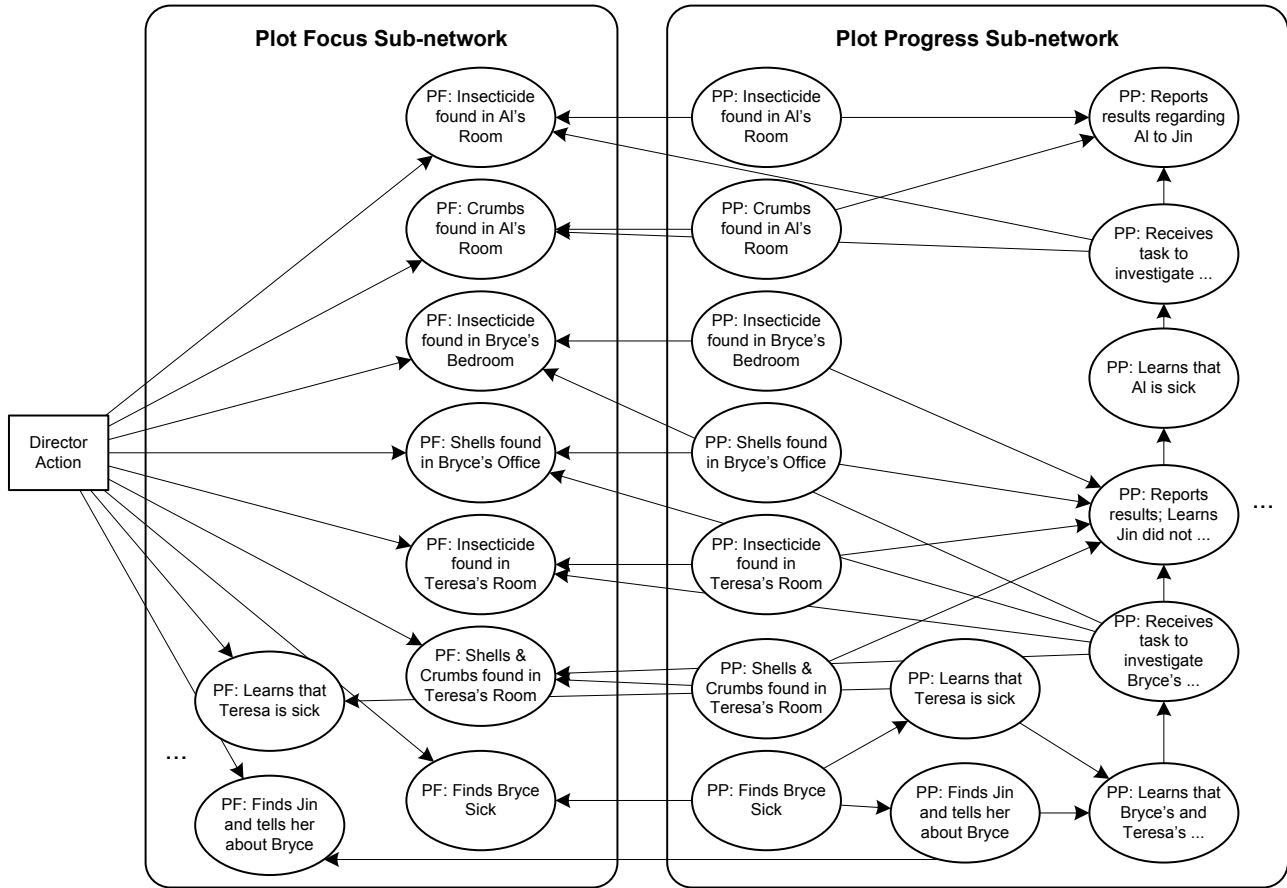 Plot Focus Sub-network
Plot Progress Sub-network
PF: Insecticide
found in Al's
Room
PP: Insecticide
found in Al's
Room
PP: Reports
results regarding
Al to Jin
PF: Crumbs
found in Al's
Room
PP: Crumbs
found in Al's
Room
PP: Receives
task to
investigate ...
PF: Insecticide
found in Bryce's
Bedroom
PP: Insecticide
found in Bryce's
Bedroom
PP: Learns that
Al is sick
Director
Action
PF: Shells found
in Bryce's Office
PP: Shells found
in Bryce's Office
PP: Reports
results; Learns
Jin did not ...
...
PF: Insecticide
found in
Teresa's Room
PP: Insecticide
found in
Teresa's Room
PP: Receives
task to
investigate
Bryce's ...
PF: Learns that
Teresa is sick
PF: Shells &
Crumbs found in
Teresa's Room
PP: Shells &
Crumbs found in
Teresa's Room
PP: Learns that
Teresa is sick
...
PF: Finds Jin
and tells her
about Bryce
PF: Finds Bryce
Sick
PP: Finds Bryce
Sick
PP: Finds Jin
and tells her
about Bryce
PP: Learns that
Bryce's and
Teresa's ...